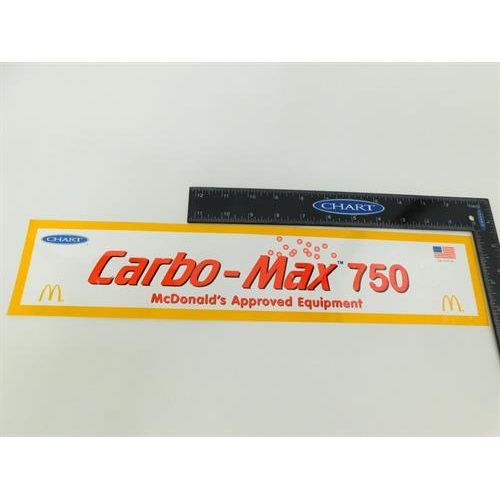 CHART
CHART
Carbo-Max™ 750
McDonald's Approved Equipment